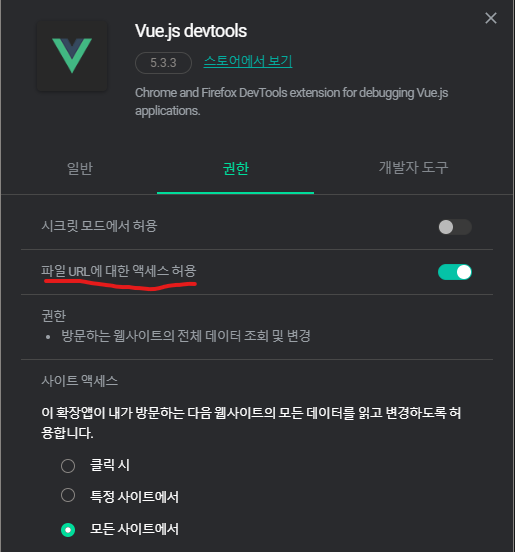 Vue.js devtools
5.3.3 스토어에서 보기
Chrome and Firefox DevTools extension for debugging Vue.js
applications.
일반 권한 개발자 도구
시크릿 모드에서 허용
파일 URL에 대한 액세스 허용
권한
• 방문하는 웹사이트의 전체 데이터 조회 및 변경
사이트 액세스
이 확장앱이 내가 방문하는 다음 웹사이트의 모든 데이터를 읽고 변경하도록 허
용합니다.
클릭 시
특정 사이트에서
모든 사이트에서